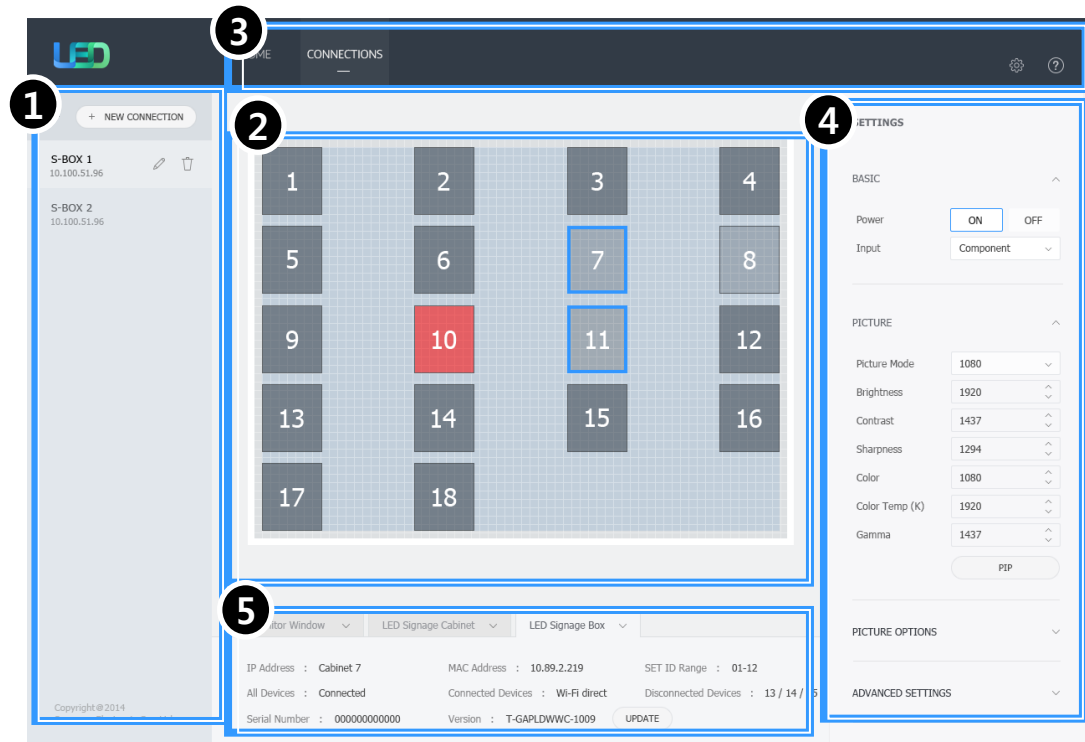 3
LED
CONNECTIONS
1
+ NEW CONNECTION
S-BOX 1
10.100.51.96
S-BOX 2
10.100.51.96
Copyright@2014
2
1 2 3 4
5 6 7 8
9 10 11 12
13 14 15 16
17 18
4
SETTINGS
BASIC
Power ON OFF
Input Component
PICTURE
Picture Mode 1080
Brightness 1920
Contrast 1437
Sharpness 1294
Color 1080
Color Temp (K) 1920
Gamma 1437
PIP
PICTURE OPTIONS
ADVANCED SETTINGS
5
Window LED Signage Cabinet LED Signage Box
IP Address : Cabinet 7 MAC Address : 10.89.2.219 SET ID Range : 01-12
All Devices : Connected Connected Devices : Wi-Fi direct Disconnected Devices : 13 / 14 /
Serial Number : 000000000000 Version : T-GAPLDWWC-1009 UPDATE